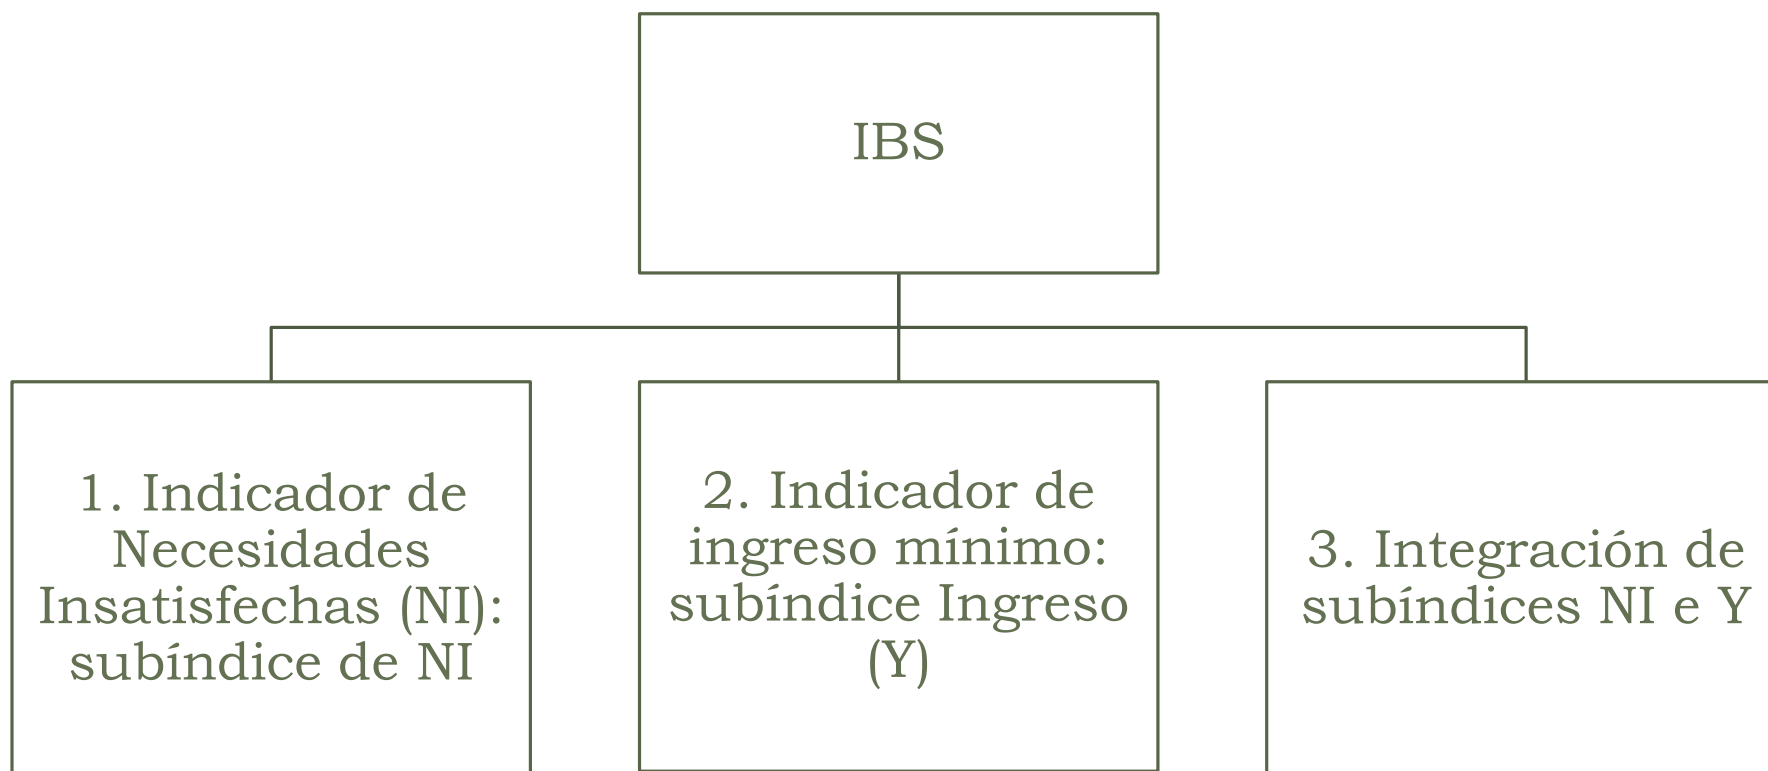 IBS
1. Indicador de
Necesidades
Insatisfechas (NI):
subíndice de NI
2. Indicador de
ingreso mínimo:
subíndice Ingreso
(Y)
3. Integración de
subíndices NI e Y